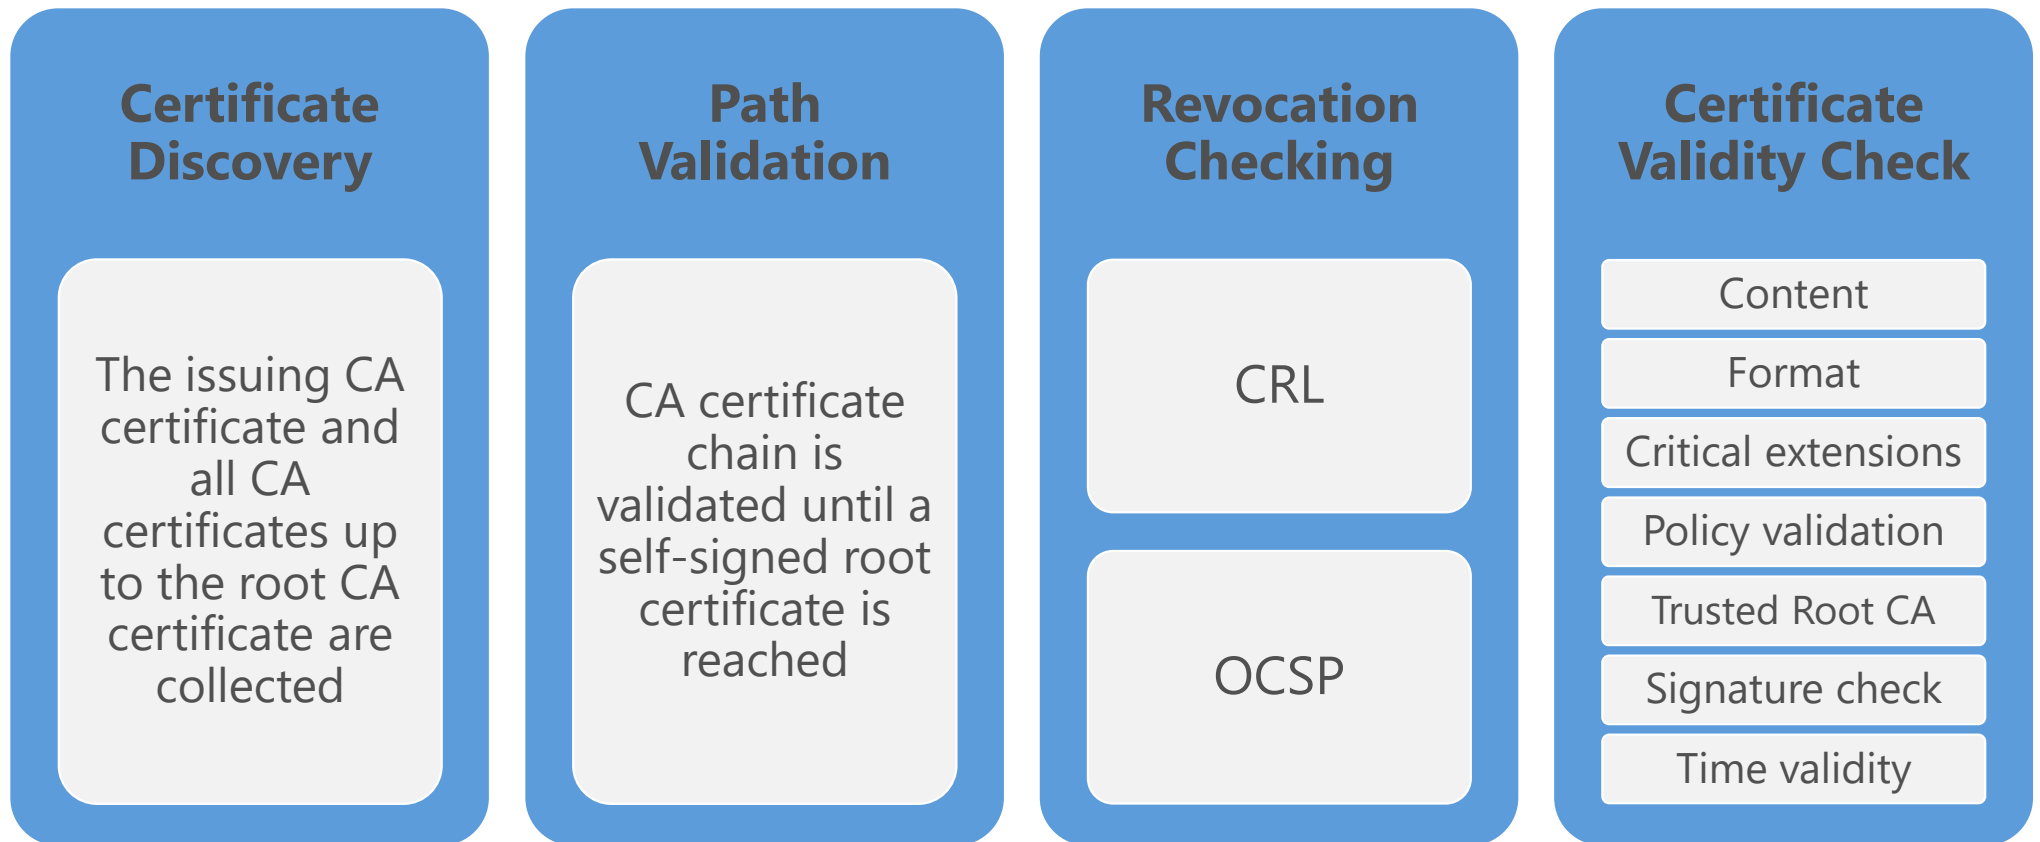 Certificate
Discovery
The issuing CA
certificate and
all CA
certificates up
to the root CA
certificate are
collected
Path
Validation
CA certificate
chain is
validated until a
self-signed root
certificate is
reached
Revocation
Checking
CRL
OCSP
Certificate
Validity Check
Content
Format
Critical extensions
Policy validation
Trusted Root CA
Signature check
Time validity